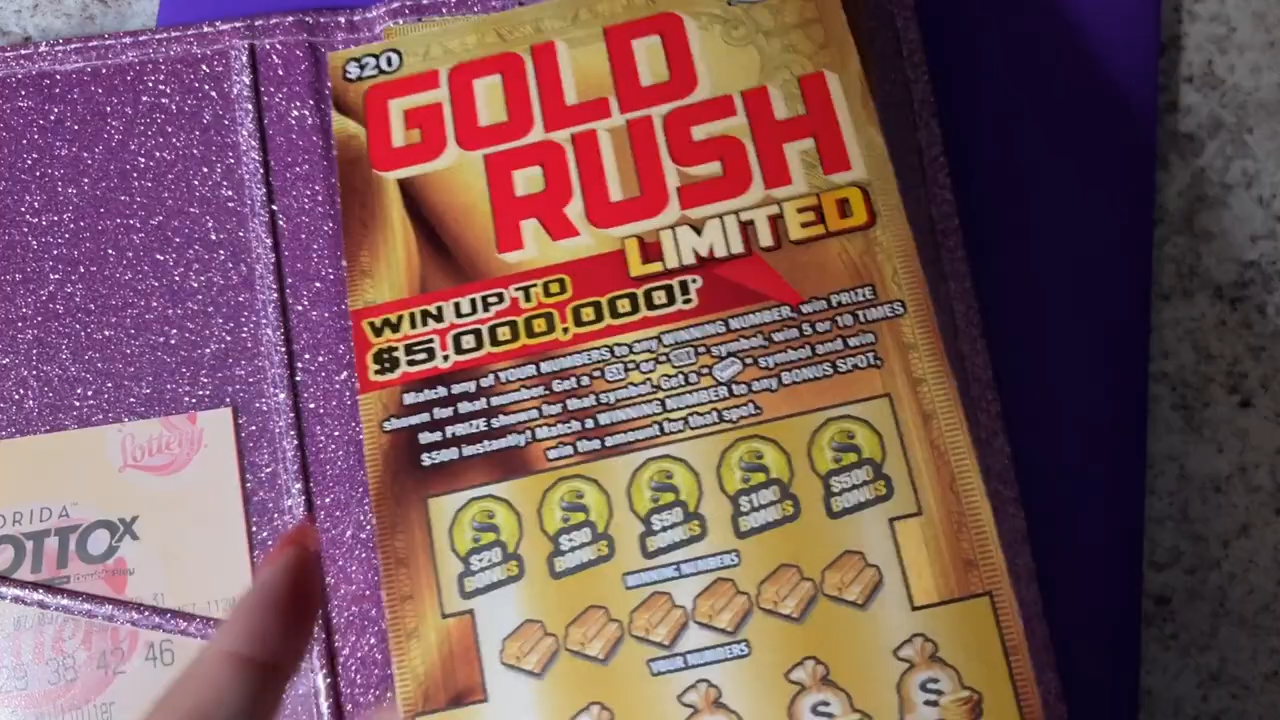 $20
GOLD
RUSH
LIMITED
WIN UP TO
$5,000,000!*
Match any of YOUR NUMBERS to any WINNING NUMBER, win PRIZE
shown for that number. Get a "5X" or "10X" symbol, win 5 or 10 TIMES
the PRIZE shown for that symbol. Get a " " symbol and win
$500 instantly! Match a WINNING NUMBER to any BONUS SPOT,
win the amount for that spot.
$20
BONUS
$30
BONUS
$50
BONUS
$100
BONUS
$500
BONUS
WINNING NUMBERS
YOUR NUMBERS
Lottery
ORIDA
OTTO X
38 42 46